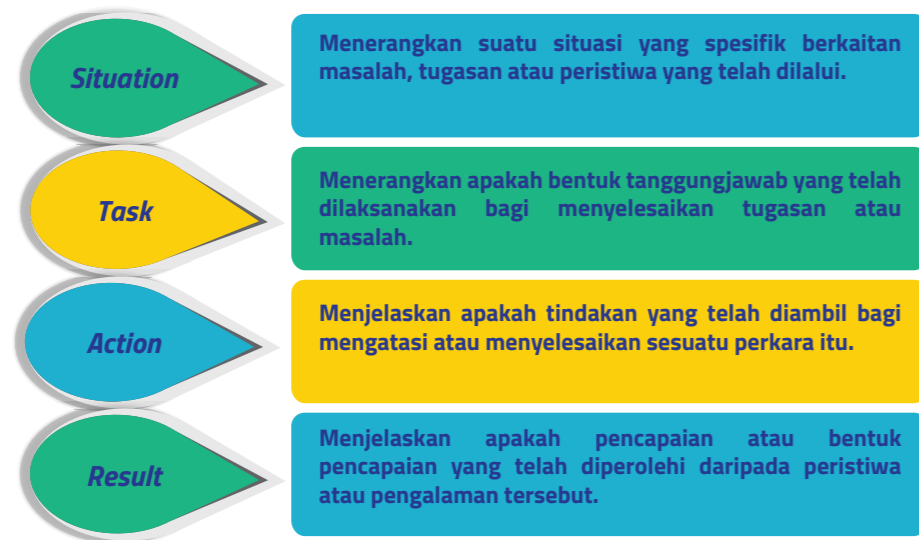 Situation
Menerangkan suatu situasi yang spesifik berkaitan
masalah, tugasan atau peristiwa yang telah dilalui.
Task
Menerangkan apakah bentuk tanggungjawab yang telah
dilaksanakan bagi menyelesaikan tugasan atau
masalah.
Action
Menjelaskan apakah tindakan yang telah diambil bagi
mengatasi atau menyelesaikan sesuatu perkara itu.
Result
Menjelaskan apakah pencapaian atau bentuk
pencapaian yang telah diperolehi daripada peristiwa
atau pengalaman tersebut.